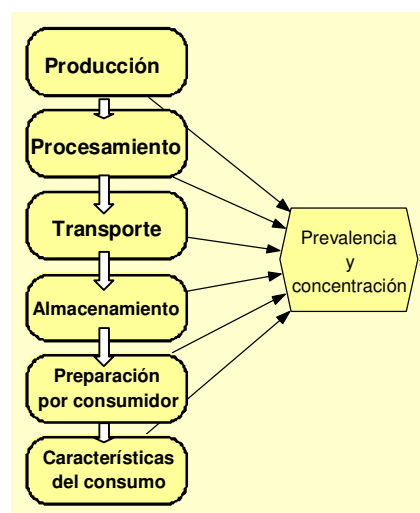 Producción
Procesamiento
Transporte
Almacenamiento
Preparación
por consumidor
Características
del consumo
Prevalencia
y
concentración